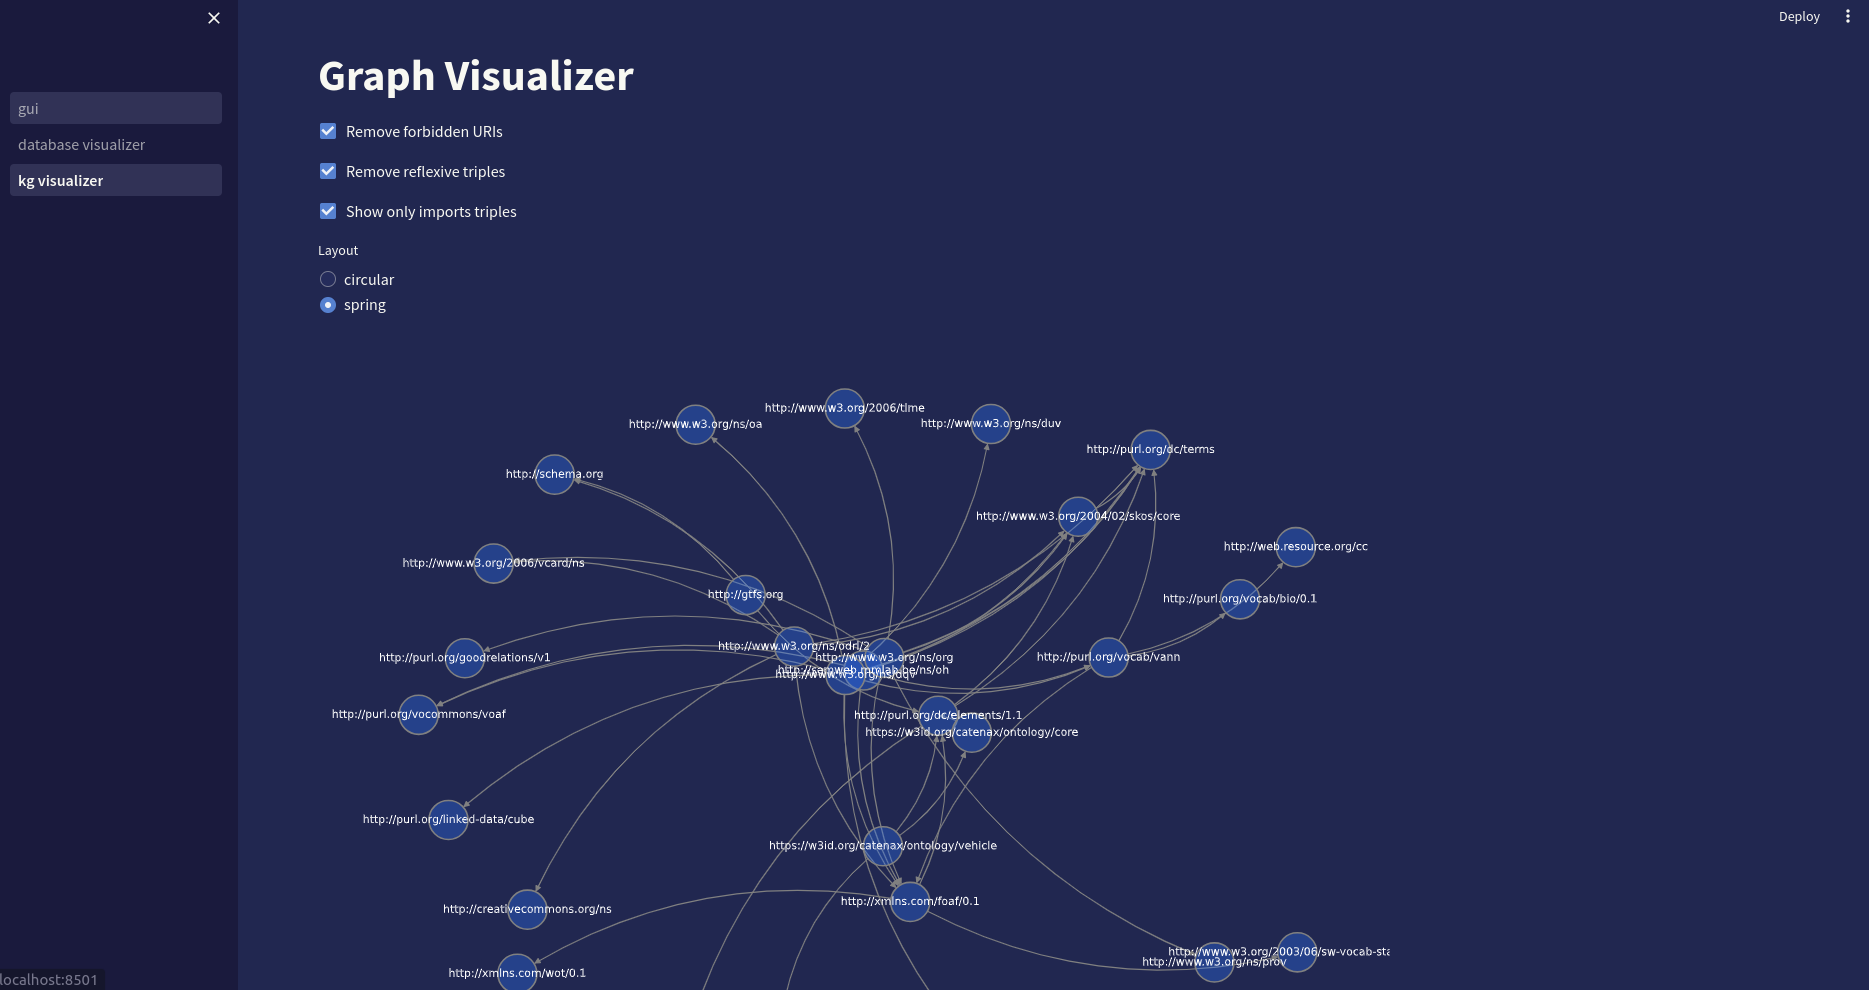 Deploy
gui
database visualizer
kg visualizer
Graph Visualizer
Remove forbidden URIs
Remove reflexive triples
Show only imports triples
Layout
circular
spring
http://www.w3.org/2006/time
http://www.w3.org/ns/oa
http://www.w3.org/ns/duv
http://purl.org/dc/terms
http://schema.org
http://www.w3.org/2004/02/skos/core
http://web.resource.org/cc
http://www.w3.org/2006/vcard/ns
http://gtfs.org
http://purl.org/vocab/bio/0.1
http://www.w3.org/ns/odrl/2
http://purl.org/goodrelations/v1
http://www.w3.org/ns/org
http://purl.org/vocab/vann
http://semweb.mmlab.be/ns/oh
http://www.w3.org/ns/dqv
http://purl.org/vocommons/voaf
http://purl.org/dc/elements/1.1
https://w3id.org/catenax/ontology/core
http://purl.org/linked-data/cube
https://w3id.org/catenax/ontology/vehicle
http://xmlns.com/foaf/0.1
http://creativecommons.org/ns
http://www.w3.org/2003/06/sw-vocab-sta
http://www.w3.org/ns/prov
http://xmlns.com/wot/0.1
localhost:8501